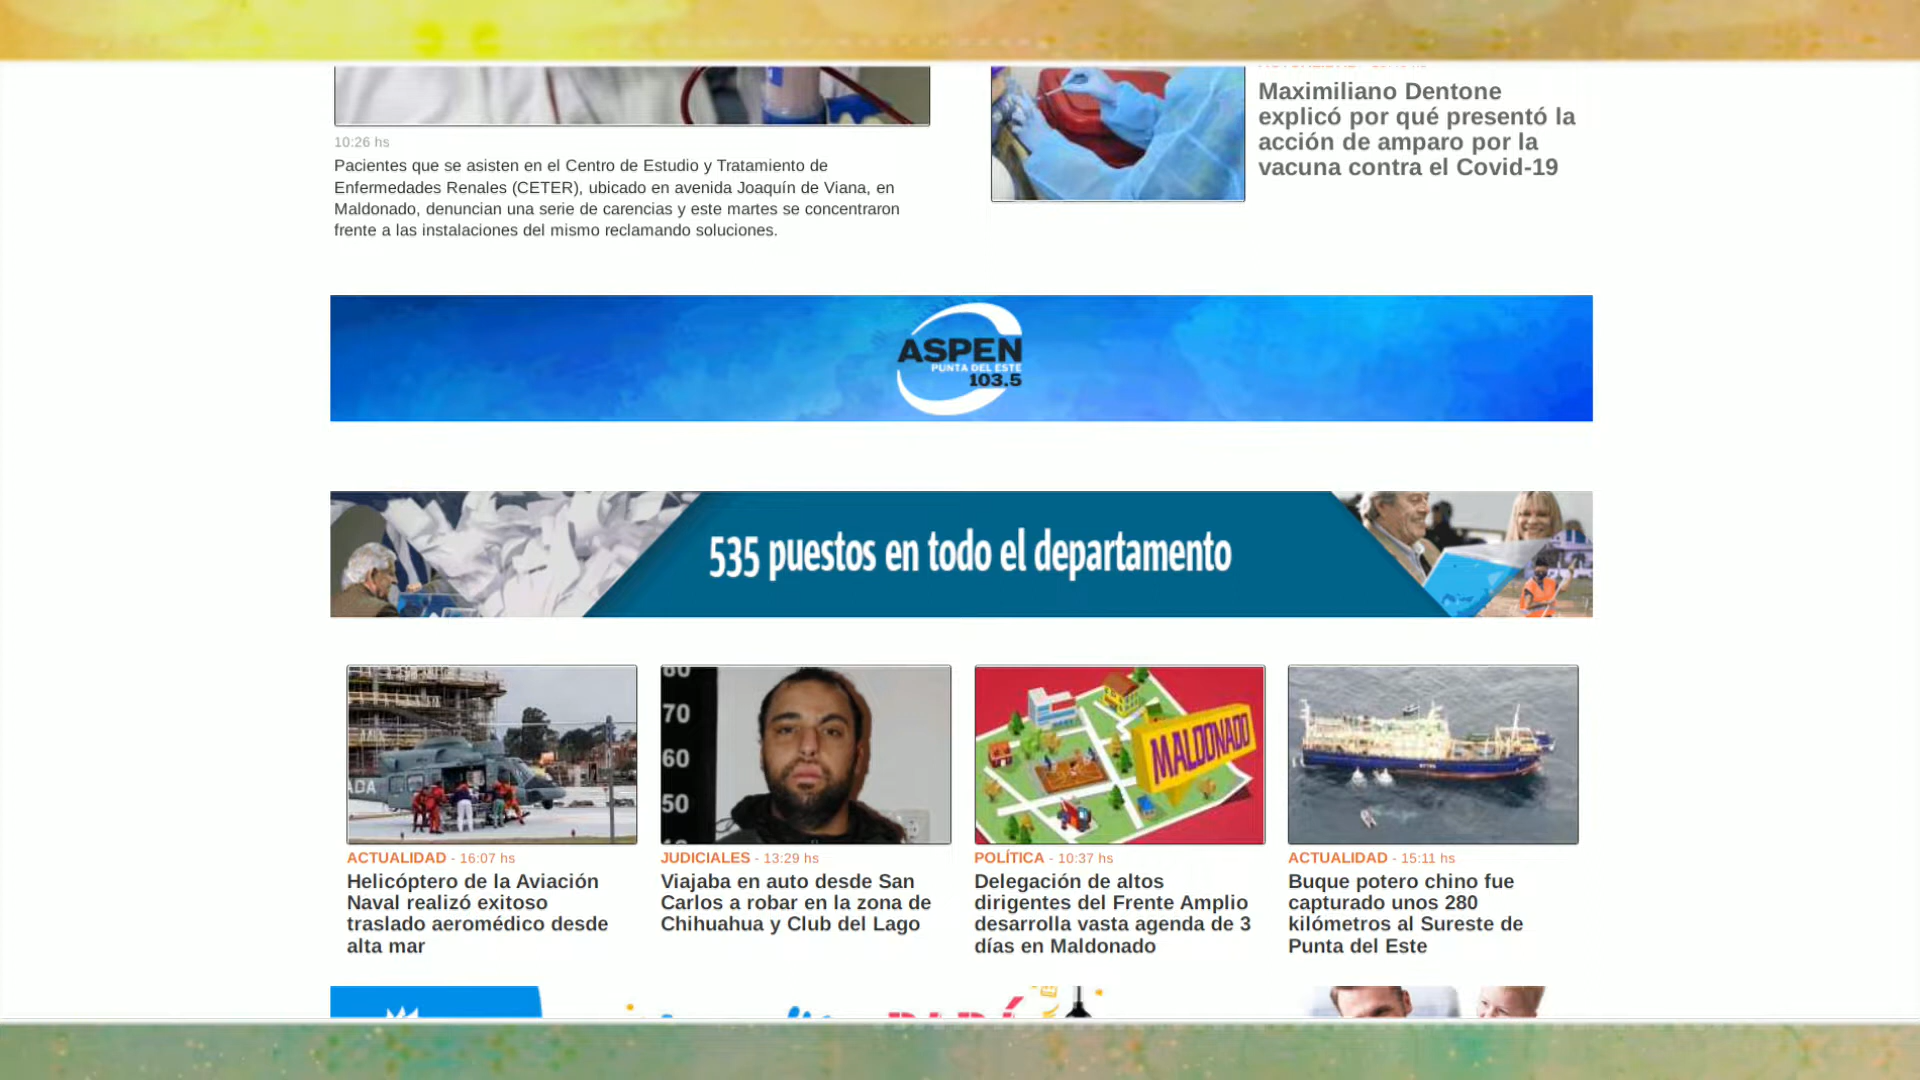 10:26 hs
Pacientes que se asisten en el Centro de Estudio y Tratamiento de
Enfermedades Renales (CETER), ubicado en avenida Joaquín de Viana, en
Maldonado, denuncian una serie de carencias y este martes se concentraron
frente a las instalaciones del mismo reclamando soluciones.
Maximiliano Dentone
explicó por qué presentó la
acción de amparo por la
vacuna contra el Covid-19
ASPEN
PUNTA DEL ESTE
103.5
535 puestos en todo el departamento
ADA
70
60
50
MALDONADO
ACTUALIDAD - 16:07 hs
Helicóptero de la Aviación
Naval realizó exitoso
traslado aeromédico desde
alta mar
JUDICIALES - 13:29 hs
Viajaba en auto desde San
Carlos a robar en la zona de
Chihuahua y Club del Lago
POLÍTICA - 10:37 hs
Delegación de altos
dirigentes del Frente Amplio
desarrolla vasta agenda de 3
días en Maldonado
ACTUALIDAD - 15:11 hs
Buque potero chino fue
capturado unos 280
kilómetros al Sureste de
Punta del Este